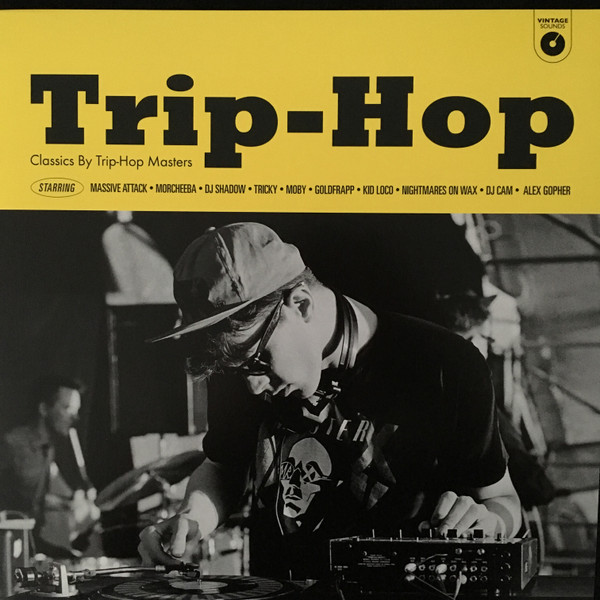 VINTAGE
SOUNDS
Trip-Hop
Classics By Trip-Hop Masters
STARRING MASSIVE ATTACK • MORCHEEBA • DJ SHADOW • TRICKY • MOBY • GOLDFRAPP • KID LOCO • NIGHTMARES ON WAX • DJ CAM • ALEX GOPHER